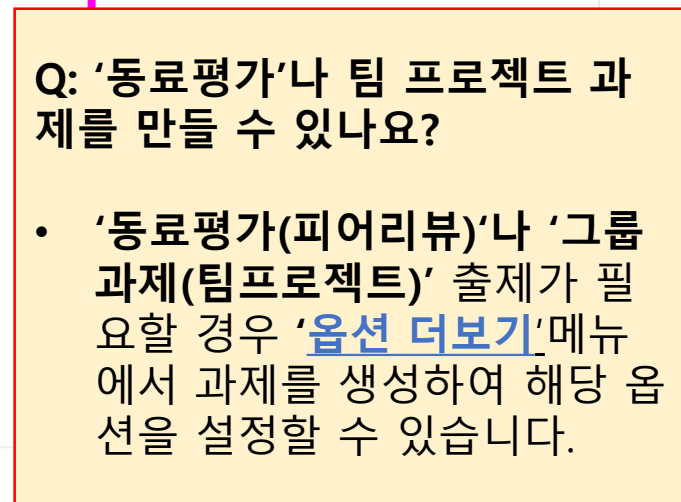 Q: ‘동료평가’나 팀 프로젝트 과
제를 만들 수 있나요?
• ‘동료평가(피어리뷰)‘나 ‘그룹
과제(팀프로젝트)’ 출제가 필
요할 경우 ‘옵션 더보기’메뉴
에서 과제를 생성하여 해당 옵
션을 설정할 수 있습니다.